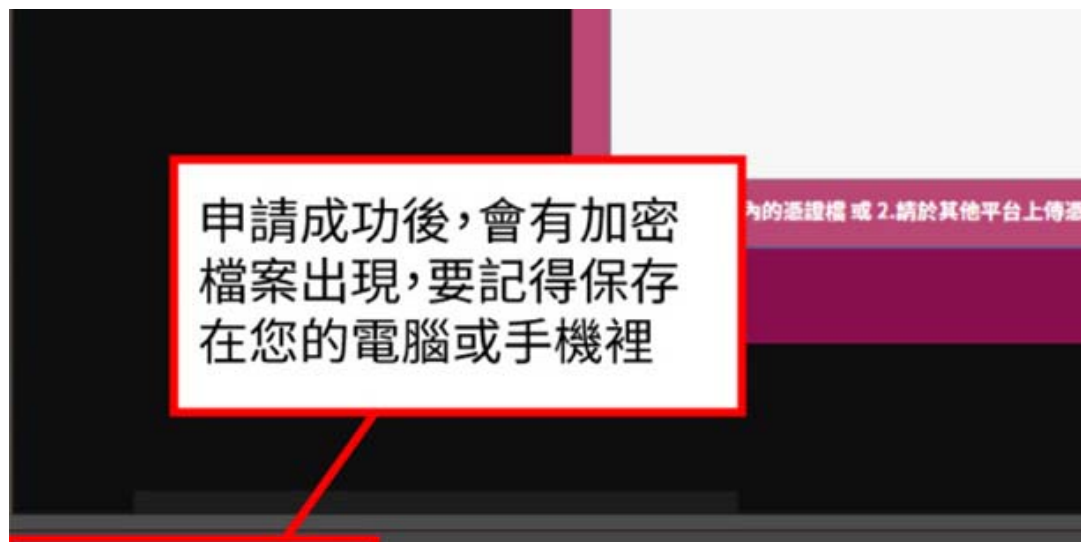 申請成功後，會有加密
檔案出現，要記得保存
在您的電腦或手機裡
內的憑證檔 或 2.請於其他平台上傳憑